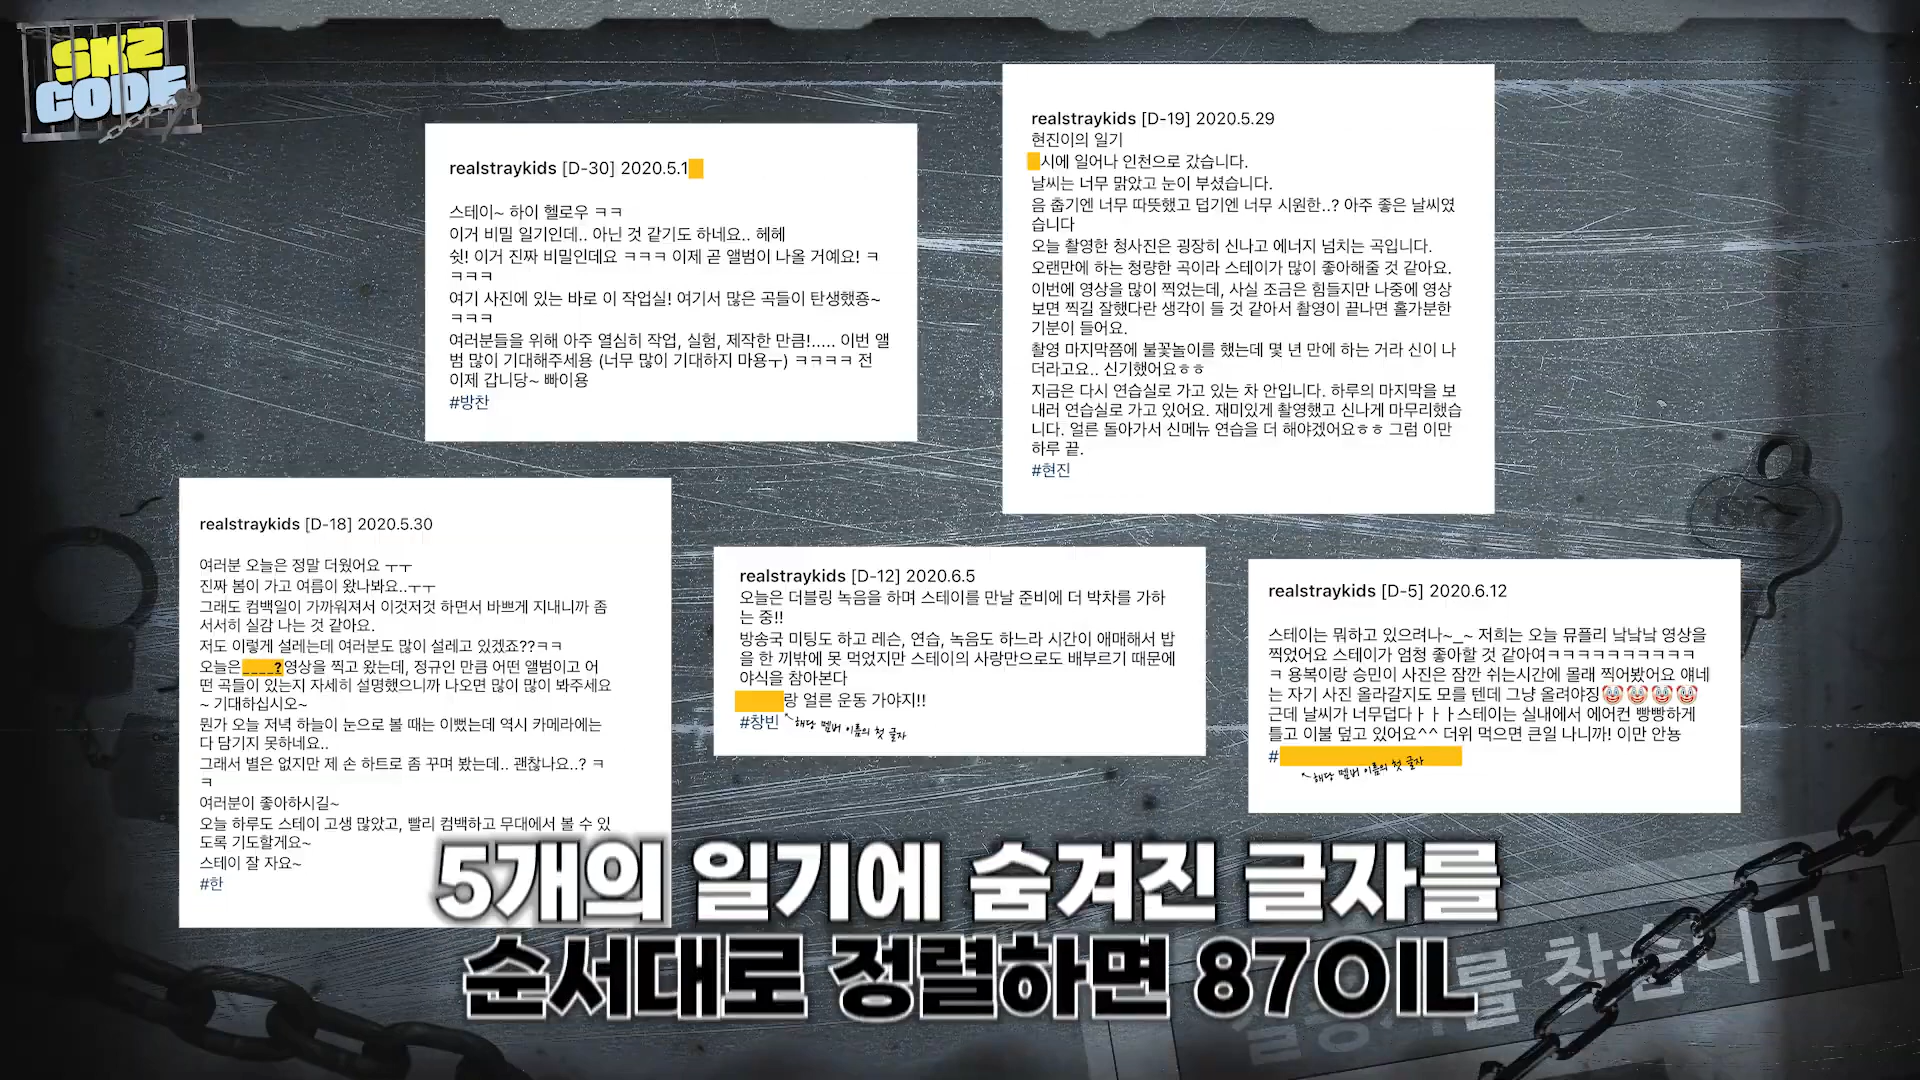 SKZ
CODE
realstraykids [D-30] 2020.5.1
스테이~ 하이 헬로우 ㅋㅋ
이거 비밀 일기인데.. 아닌 것 같기도 하네요.. 헤헤
쉿! 이거 진짜 비밀인데요 ㅋㅋㅋ 이제 곧 앨범이 나올 거예요! ㅋ
ㅋㅋㅋ
여기 사진에 있는 바로 이 작업실! 여기서 많은 곡들이 탄생했죵~
ㅋㅋㅋ
여러분들을 위해 아주 열심히 작업, 실험, 제작한 만큼!..... 이번 앨
범 많이 기대해주세용 (너무 많이 기대하지 마용ㅜ) ㅋㅋㅋㅋ 전
이제 갑니당~ 빠이용
#방찬
realstraykids [D-19] 2020.5.29
현진이의 일기
시에 일어나 인천으로 갔습니다.
날씨는 너무 맑았고 눈이 부셨습니다.
음 춥기엔 너무 따뜻했고 덥기엔 너무 시원한..? 아주 좋은 날씨였
습니다
오늘 촬영한 청사진은 굉장히 신나고 에너지 넘치는 곡입니다.
오랜만에 하는 청량한 곡이라 스테이가 많이 좋아해줄 것 같아요.
이번에 영상을 많이 찍었는데, 사실 조금은 힘들지만 나중에 영상
보면 찍길 잘했다란 생각이 들 것 같아서 촬영이 끝나면 홀가분한
기분이 들어요.
촬영 마지막쯤에 불꽃놀이를 했는데 몇 년 만에 하는 거라 신이 나
더라고요.. 신기했어요ㅎㅎ
지금은 다시 연습실로 가고 있는 차 안입니다. 하루의 마지막을 보
내러 연습실로 가고 있어요. 재미있게 촬영했고 신나게 마무리했습
니다. 얼른 돌아가서 신메뉴 연습을 더 해야겠어요ㅎㅎ 그럼 이만
하루 끝.
#현진
realstraykids [D-18] 2020.5.30
여러분 오늘은 정말 더웠어요 ㅜㅜ
진짜 봄이 가고 여름이 왔나봐요..ㅜㅜ
그래도 컴백일이 가까워져서 이것저것 하면서 바쁘게 지내니까 좀
서서히 실감 나는 것 같아요.
저도 이렇게 설레는데 여러분도 많이 설레고 있겠죠??ㅋㅋ
오늘은____?영상을 찍고 왔는데, 정규인 만큼 어떤 앨범이고 어
떤 곡들이 있는지 자세히 설명했으니까 나오면 많이 많이 봐주세요
~ 기대하십시오~
뭔가 오늘 저녁 하늘이 눈으로 볼 때는 이뻤는데 역시 카메라에는
다 담기지 못하네요..
그래서 별은 없지만 제 손 하트로 좀 꾸며 봤는데.. 괜찮나요..? ㅋ
ㅋ
여러분이 좋아하시길~
오늘 하루도 스테이 고생 많았고, 빨리 컴백하고 무대에서 볼 수 있
도록 기도할게요~
스테이 잘 자요~
#한
realstraykids [D-12] 2020.6.5
오늘은 더블링 녹음을 하며 스테이를 만날 준비에 더 박차를 가하
는 중!!
방송국 미팅도 하고 레슨, 연습, 녹음도 하느라 시간이 애매해서 밥
을 한 끼밖에 못 먹었지만 스테이의 사랑만으로도 배부르기 때문에
야식을 참아본다
랑 얼른 운동 가야지!!
#창빈
해당 멤버 이름의 첫 글자
realstraykids [D-5] 2020.6.12
스테이는 뭐하고 있으려나~_~ 저희는 오늘 뮤플리 낰낰낰 영상을
찍었어요 스테이가 엄청 좋아할 것 같아여ㅋㅋㅋㅋㅋㅋㅋㅋㅋㅋ
ㅋ 용복이랑 승민이 사진은 잠깐 쉬는시간에 몰래 찍어봤어요 얘네
는 자기 사진 올라갈지도 모를 텐데 그냥 올려야징🤡🤡🤡🤡
근데 날씨가 너무덥다ㅏㅏㅏ스테이는 실내에서 에어컨 빵빵하게
틀고 이불 덮고 있어요^^ 더위 먹으면 큰일 나니까! 이만 안뇽
#
해당 멤버 이름의 첫 글자
5개의 일기에 숨겨진 글자를
순서대로 정렬하면 87OIL
를 찾습니다